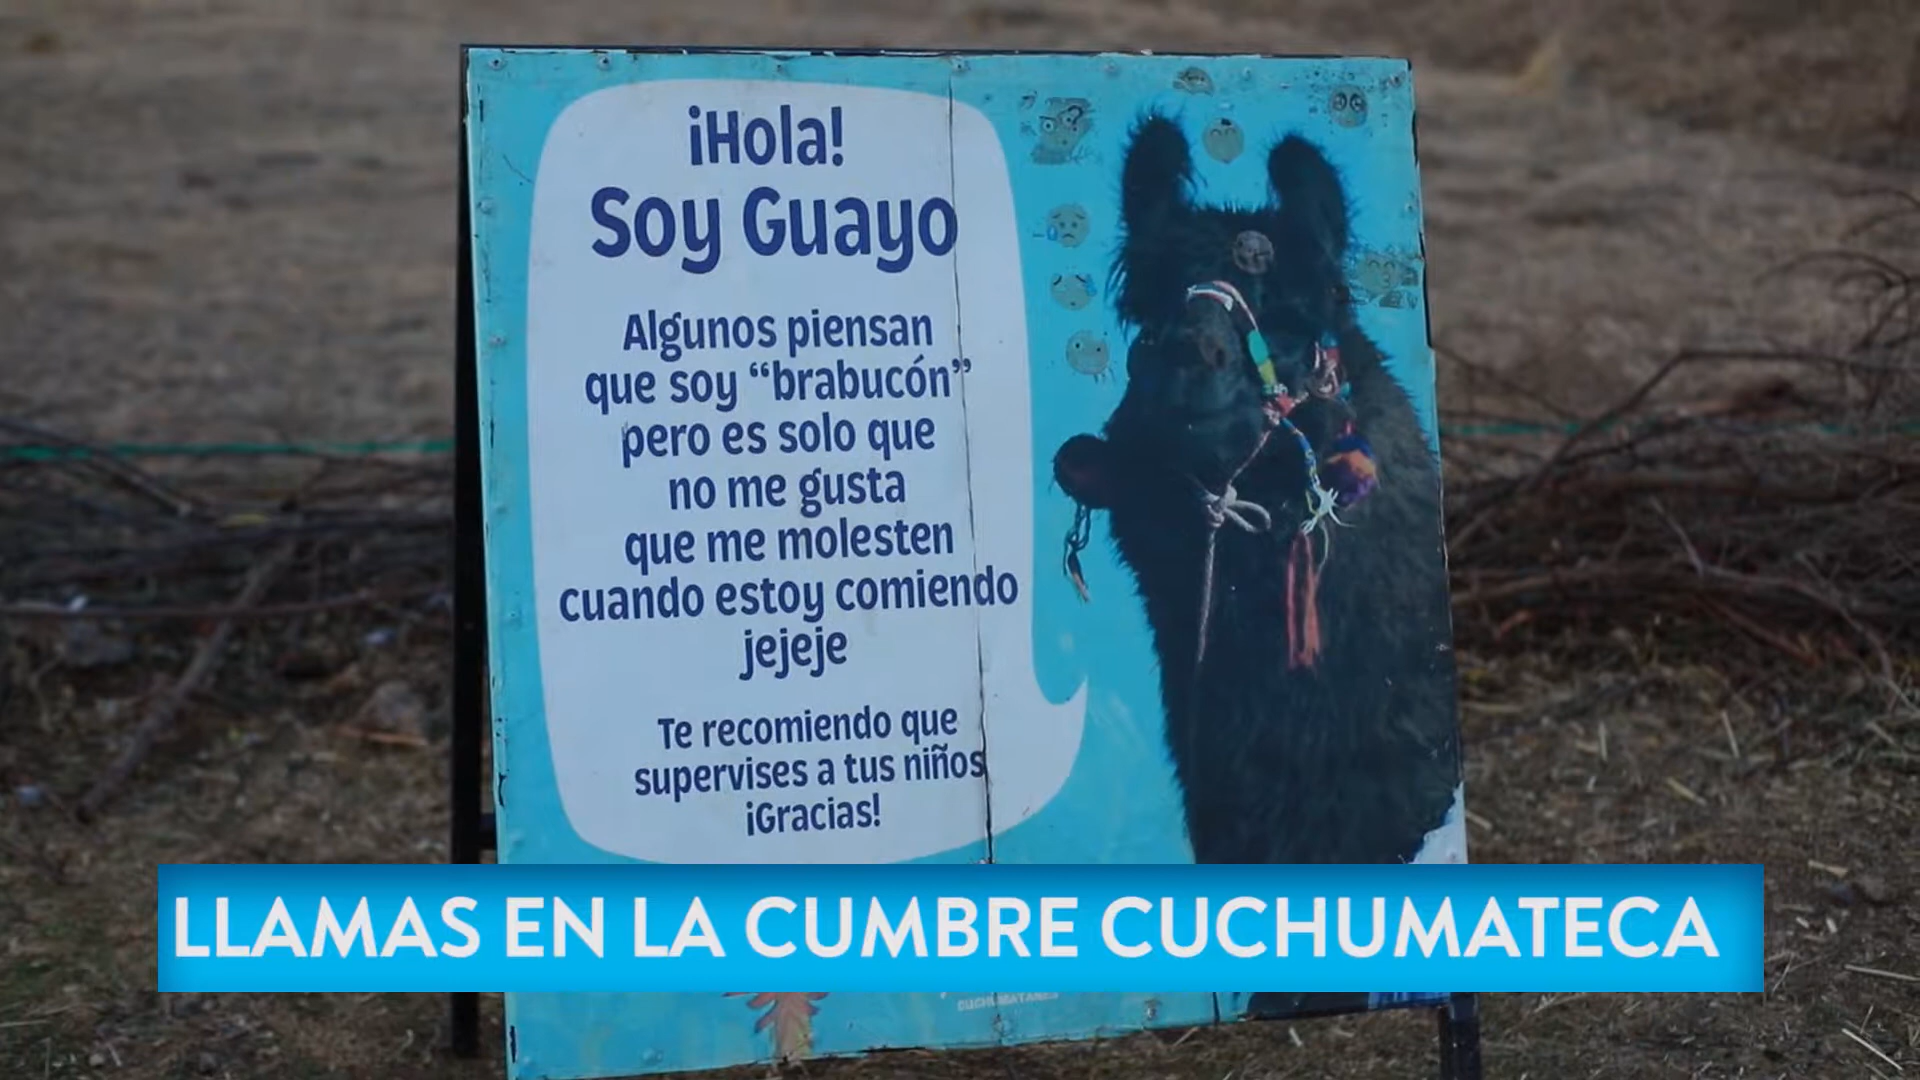 ¡Hola!
Soy Guayo
Algunos piensan
que soy “brabucón”
pero es solo que
no me gusta
que me molesten
cuando estoy comiendo
jejeje
Te recomiendo que
supervises a tus niños
¡Gracias!
LLAMAS EN LA CUMBRE CUCHUMATECA
CUCHUMATANES